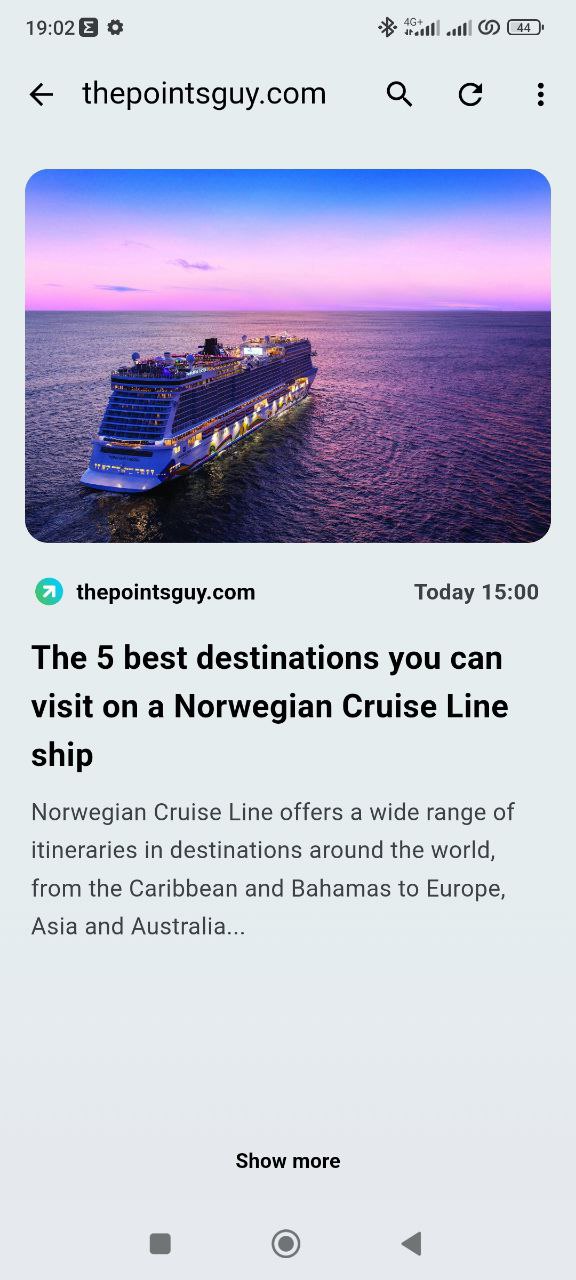 19:02
4G+
44
thepointsguy.com
thepointsguy.com
Today 15:00
The 5 best destinations you can
visit on a Norwegian Cruise Line
ship
Norwegian Cruise Line offers a wide range of
itineraries in destinations around the world,
from the Caribbean and Bahamas to Europe,
Asia and Australia...
Show more